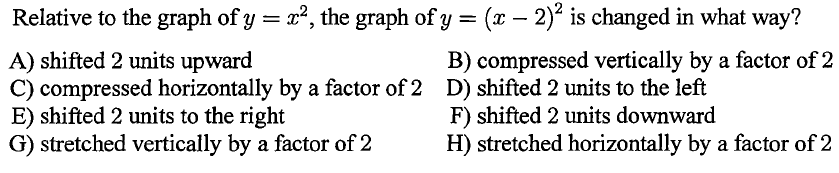 Relative to the graph of y = x², the graph of y = (x − 2)² is changed in what way?
A) shifted 2 units upward B) compressed vertically by a factor of 2
C) compressed horizontally by a factor of 2 D) shifted 2 units to the left
E) shifted 2 units to the right F) shifted 2 units downward
G) stretched vertically by a factor of 2 H) stretched horizontally by a factor of 2